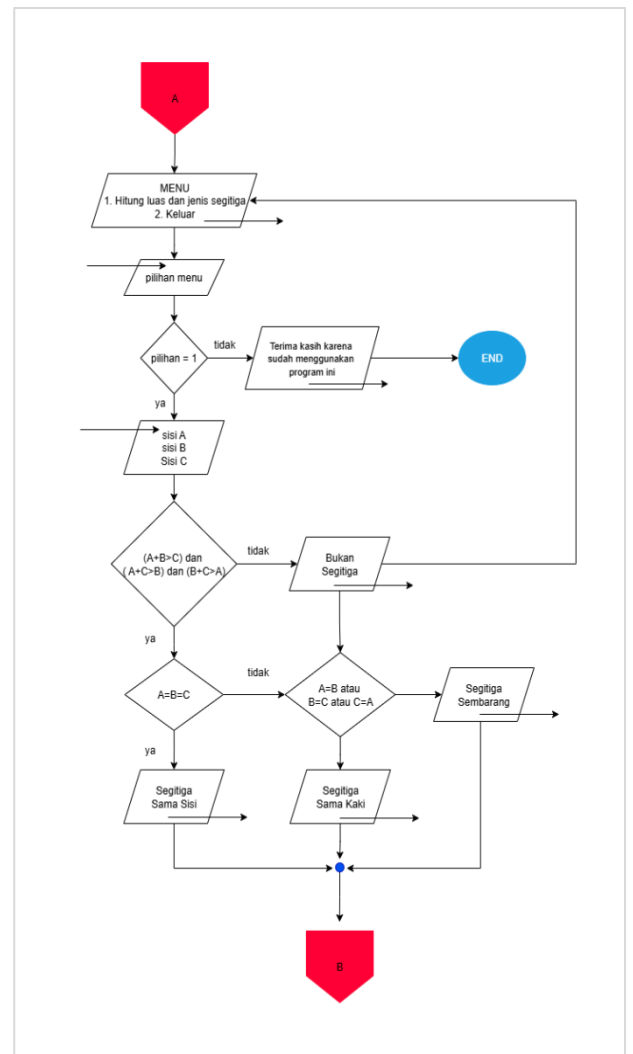 A
MENU
1. Hitung luas dan jenis segitiga
2. Keluar
pilihan menu
pilihan = 1
tidak
Terima kasih karena
sudah menggunakan
program ini
END
ya
sisi A
sisi B
Sisi C
(A+B>C) dan
( A+C>B) dan (B+C>A)
tidak
Bukan
Segitiga
ya
A=B=C
tidak
A=B atau
B=C atau C=A
Segitiga
Sembarang
ya
Segitiga
Sama Sisi
Segitiga
Sama Kaki
B